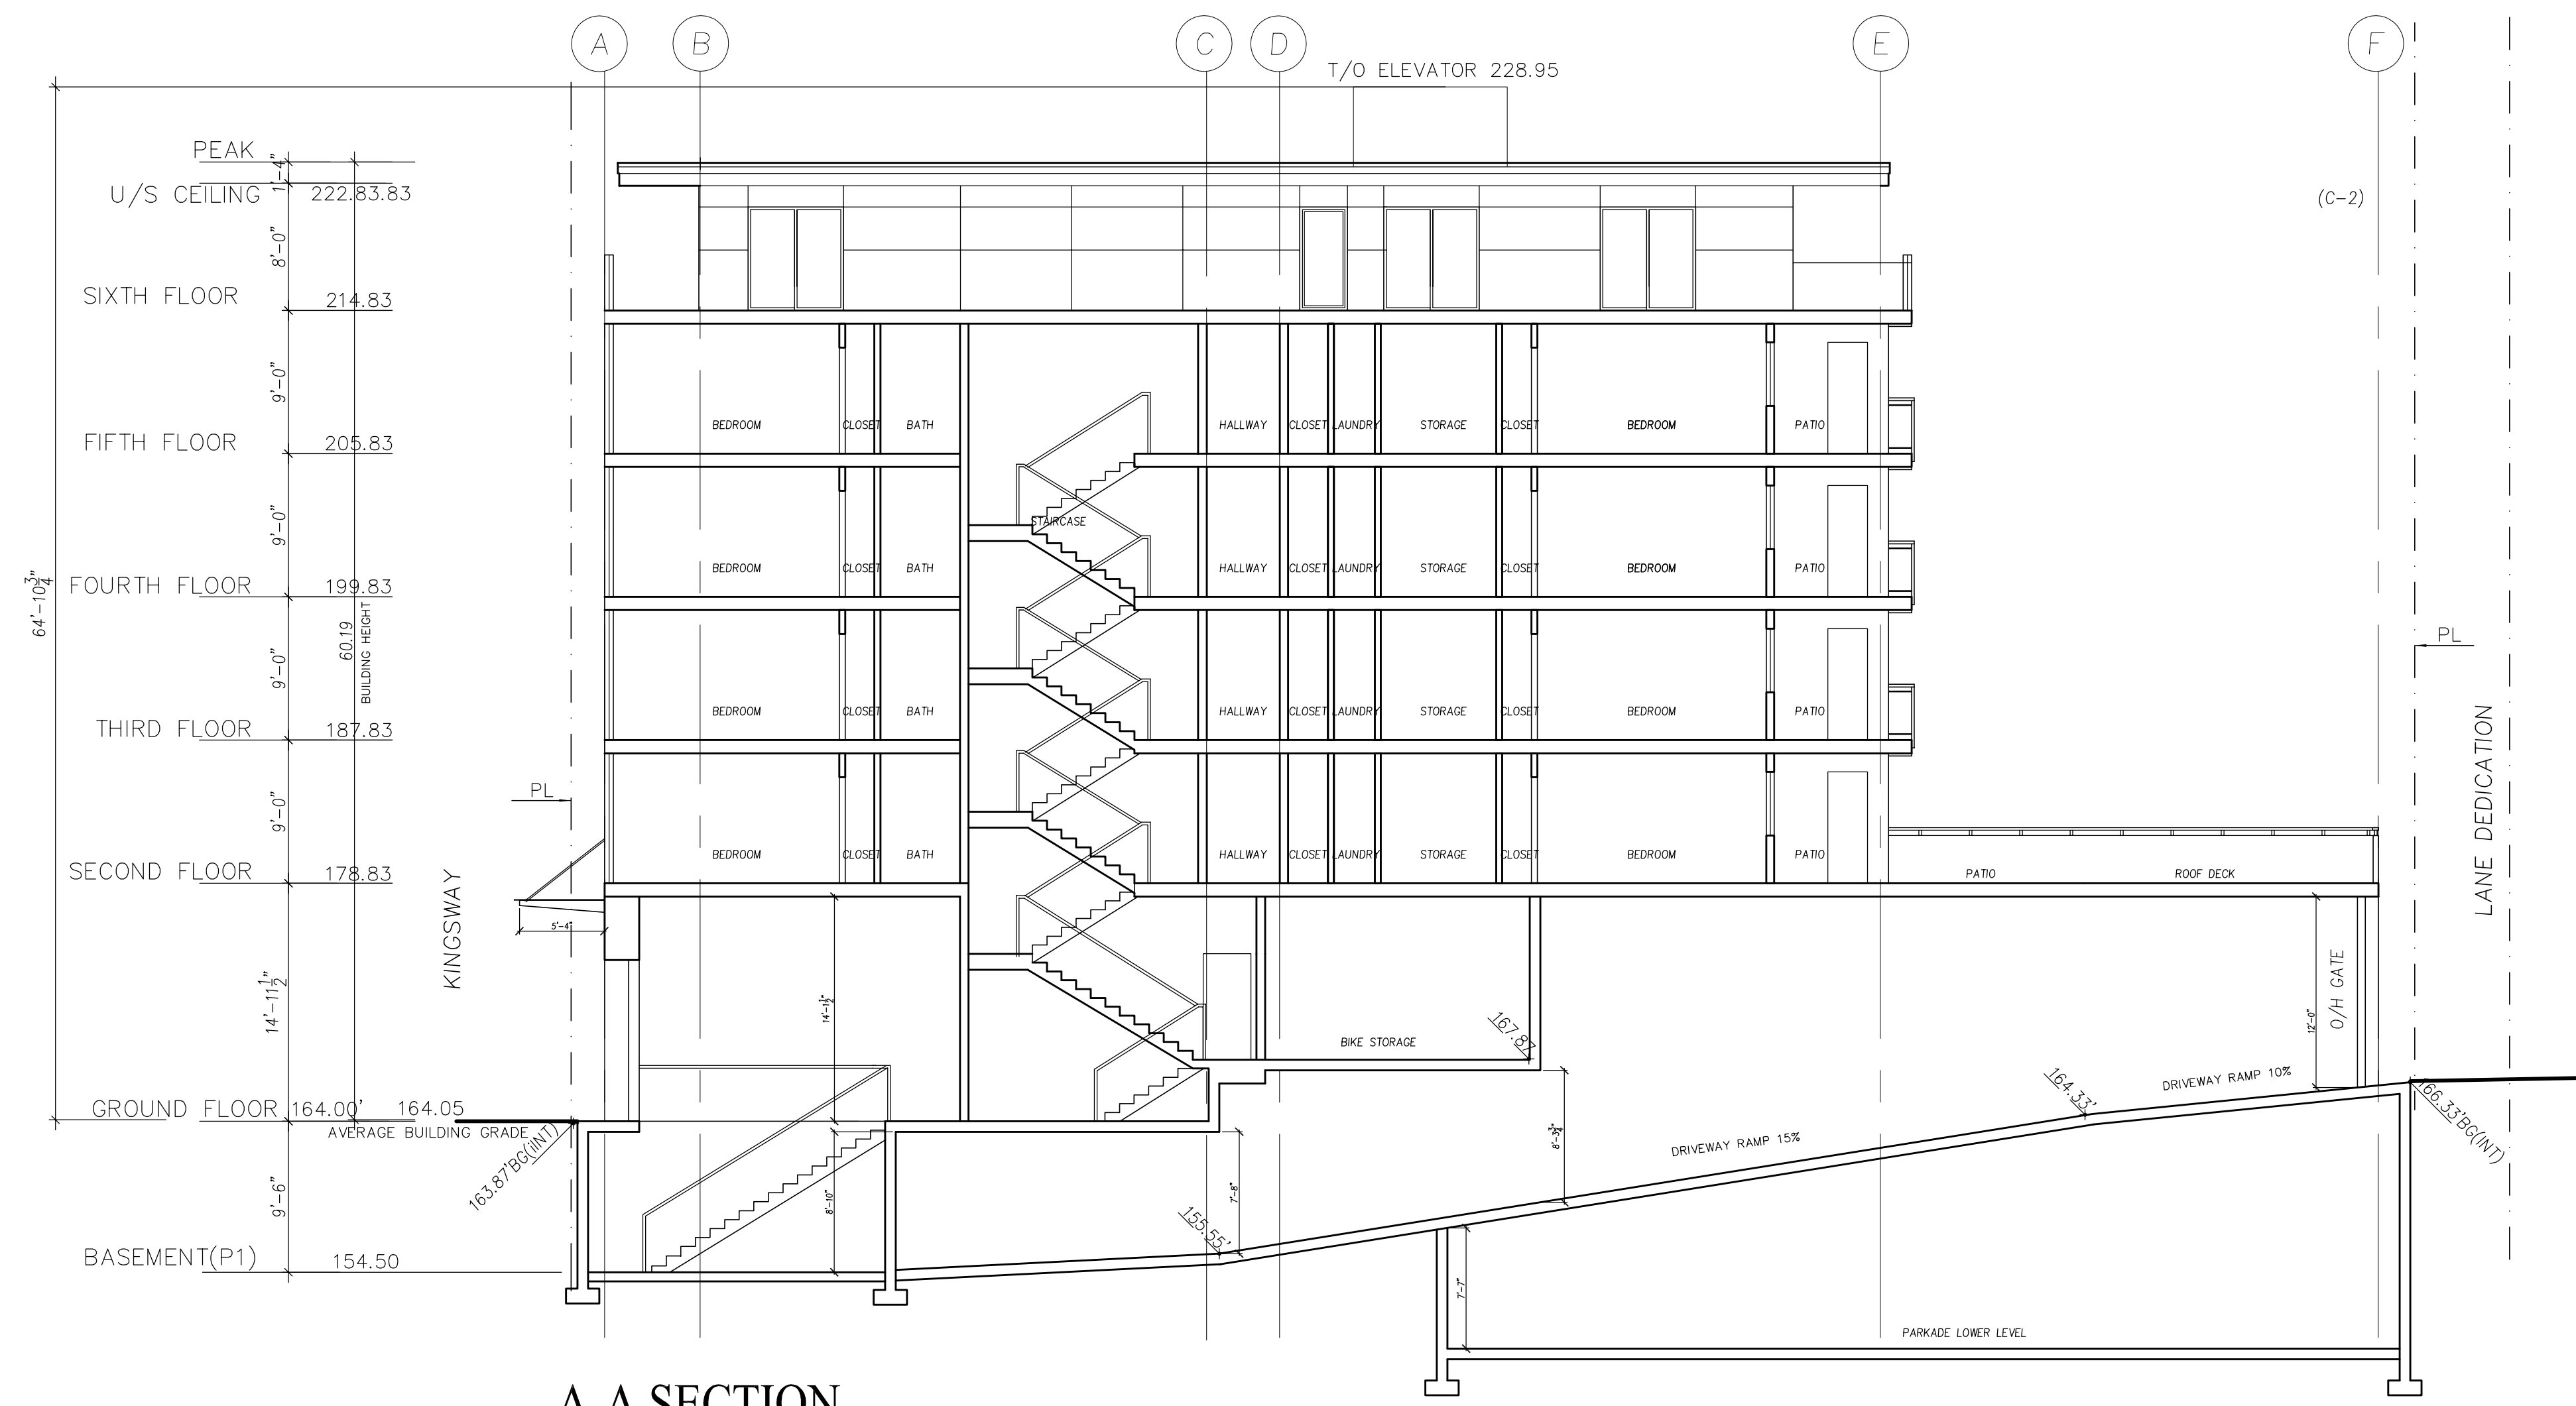 A B C D E F
T/O ELEVATOR 228.95
PEAK
1'-4"
U/S CEILING 222.83.83
(C-2)
8'-0"
SIXTH FLOOR 214.83
9'-0"
BEDROOM CLOSET BATH HALLWAY CLOSET LAUNDRY STORAGE CLOSET BEDROOM PATIO
FIFTH FLOOR 205.83
9'-0"
STAIRCASE
BEDROOM CLOSET BATH HALLWAY CLOSET LAUNDRY STORAGE CLOSET BEDROOM PATIO
FOURTH FLOOR 199.83
64'-10 3/4"
60.19
BUILDING HEIGHT
PL
9'-0"
BEDROOM CLOSET BATH HALLWAY CLOSET LAUNDRY STORAGE CLOSET BEDROOM PATIO
THIRD FLOOR 187.83
PL
9'-0"
LANE DEDICATION
BEDROOM CLOSET BATH HALLWAY CLOSET LAUNDRY STORAGE CLOSET BEDROOM PATIO
SECOND FLOOR 178.83
PATIO ROOF DECK
KINGSWAY
5'-4"
14'-11 1/2"
14'-1 1/2"
12'-0"
O/H GATE
BIKE STORAGE
167.87
GROUND FLOOR 164.00' 164.05
AVERAGE BUILDING GRADE
163.87'BG(iINT)
164.33'
DRIVEWAY RAMP 10%
166.33'BG(INT)
DRIVEWAY RAMP 15%
8'-3 3/4"
9'-6"
8'-10"
7'-8"
155.55'
BASEMENT(P1) 154.50
7'-7"
PARKADE LOWER LEVEL
A-A SECTION